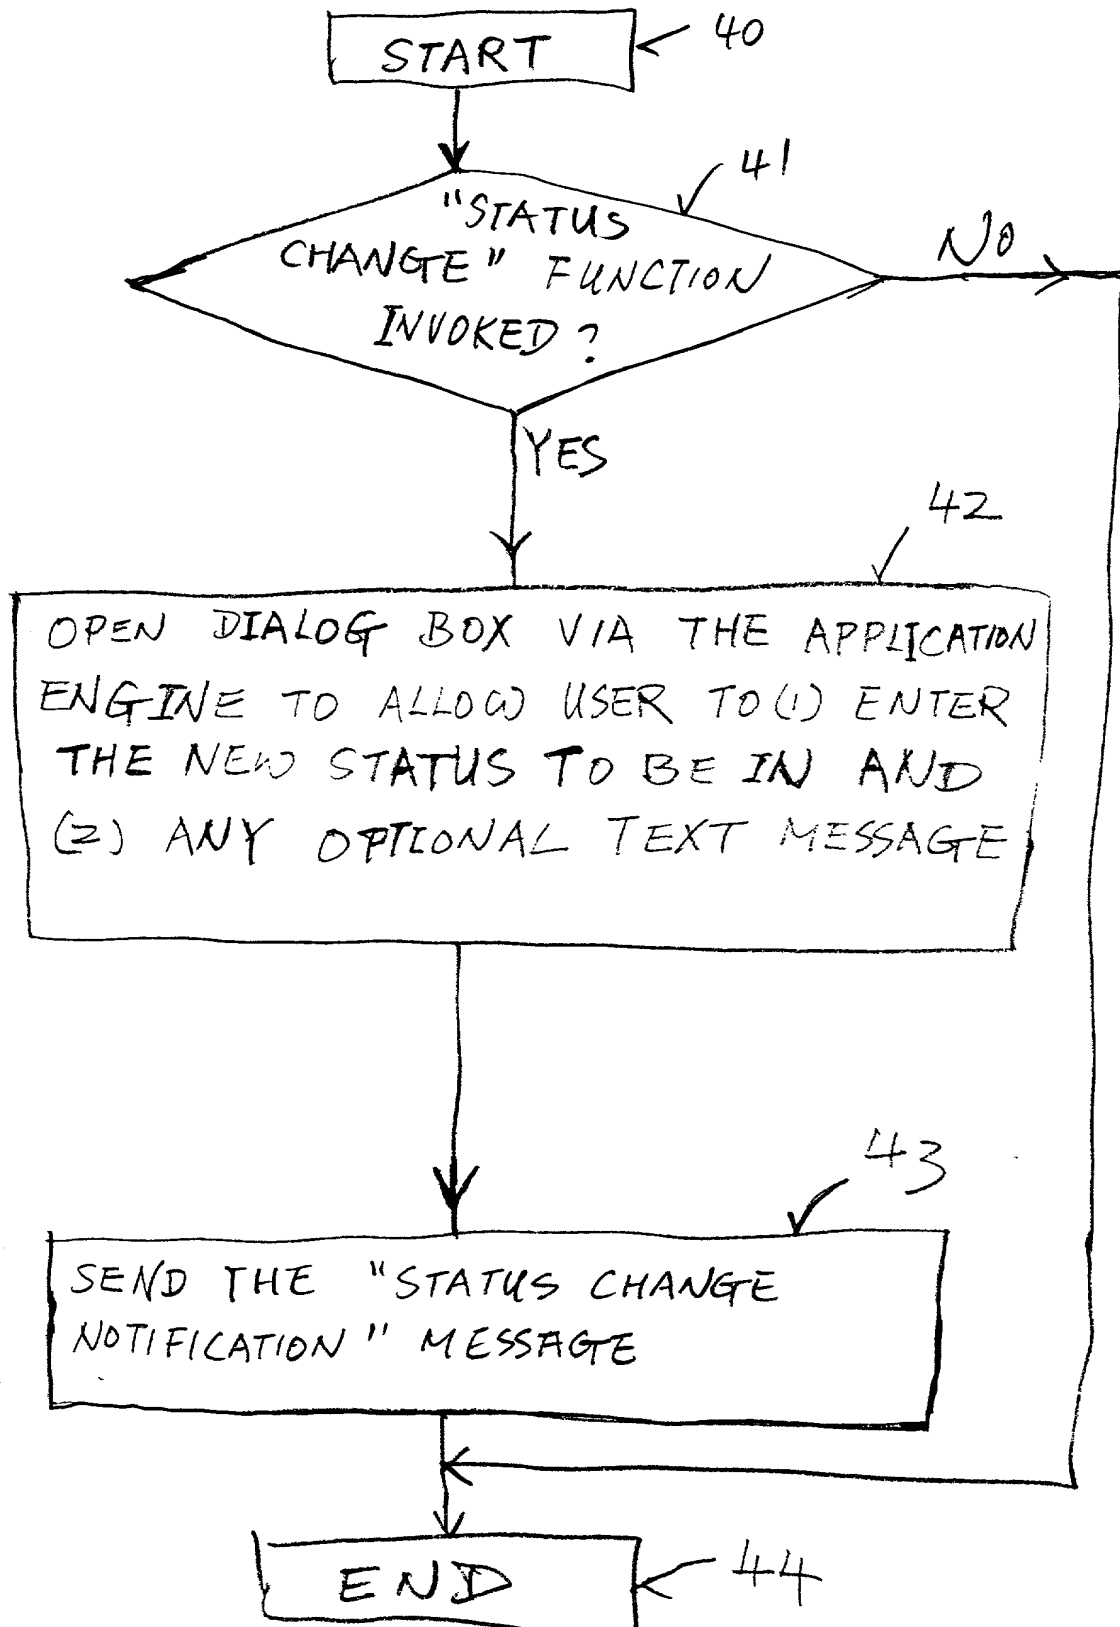 START
40
41
"STATUS
CHANGE" FUNCTION
INVOKED?
NO
YES
42
OPEN DIALOG BOX VIA THE APPLICATION
ENGINE TO ALLOW USER TO (1) ENTER
THE NEW STATUS TO BE IN AND
(2) ANY OPTIONAL TEXT MESSAGE
43
SEND THE "STATUS CHANGE
NOTIFICATION" MESSAGE
END
44